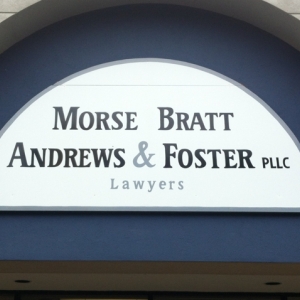 MORSE BRATT
ANDREWS & FOSTER PLLC
Lawyers